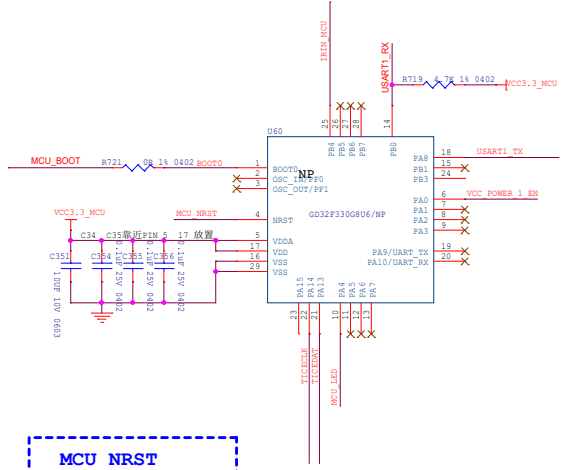 IRIN_MCU
USART1_RX
R719 4.7K 1% 0402 VCC3.3_MCU
25 26 27 28 14
U60
PB4 PB5 PB6 PB7 PB0
MCU_BOOT R721 0R 1% 0402 BOOT0 1 BOOT0
2 OSC_IN/PF0
3 OSC_OUT/PF1
NP
PA8 18 USART1_TX
PB1 15
PB3 24
PA0 6 VCC_POWER_1_EN
PA1 7
PA2 8
PA3 9
MCU_NRST 4 NRST
GD32F330G8U6/NP
VCC3.3_MCU
C34 C35靠近PIN 5 17 放置
5 VDDA
17 VDD
16 VSS
29 VSS
PA9/UART_TX 19
PA10/UART_RX 20
C351 C354 C355 C356
10UF 10V 0603
0.1uF 25V 0402
0.1uF 25V 0402
0.1uF 25V 0402
PA15 PA14 PA13 PA4 PA5 PA6 PA7
23 22 21 10 11 12 13
TICECLK
TICEDAT
MCU_LED
MCU NRST